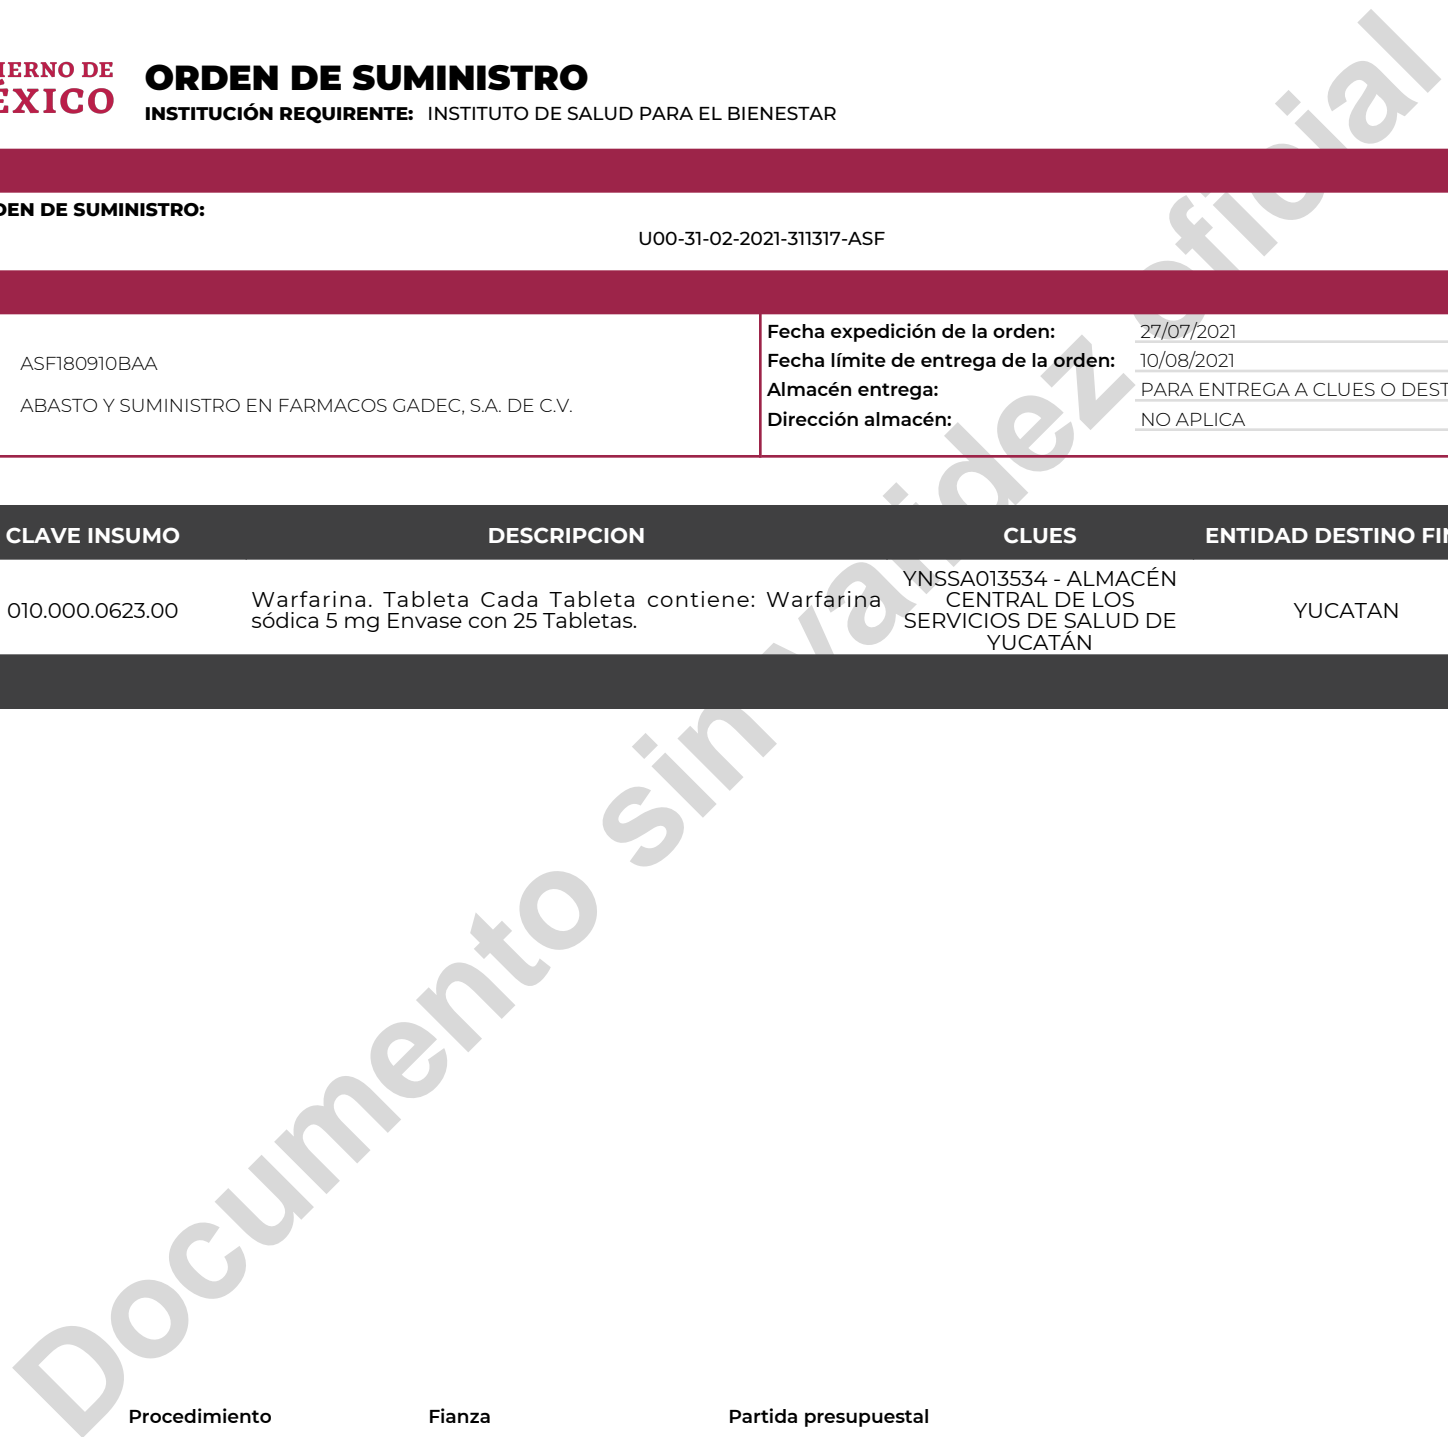 IERNO DE
ÉXICO
ORDEN DE SUMINISTRO
INSTITUCIÓN REQUIRENTE: INSTITUTO DE SALUD PARA EL BIENESTAR
DEN DE SUMINISTRO:
U00-31-02-2021-311317-ASF
ASF180910BAA
ABASTO Y SUMINISTRO EN FARMACOS GADEC, S.A. DE C.V.
Fecha expedición de la orden: 27/07/2021
Fecha límite de entrega de la orden: 10/08/2021
Almacén entrega: PARA ENTREGA A CLUES O DEST
Dirección almacén: NO APLICA
CLAVE INSUMO DESCRIPCION CLUES ENTIDAD DESTINO FIN
010.000.0623.00
Warfarina. Tableta Cada Tableta contiene: Warfarina
sódica 5 mg Envase con 25 Tabletas.
YNSSA013534 - ALMACÉN
CENTRAL DE LOS
SERVICIOS DE SALUD DE
YUCATÁN
YUCATAN
Documento sin validez oficial
Procedimiento Fianza Partida presupuestal